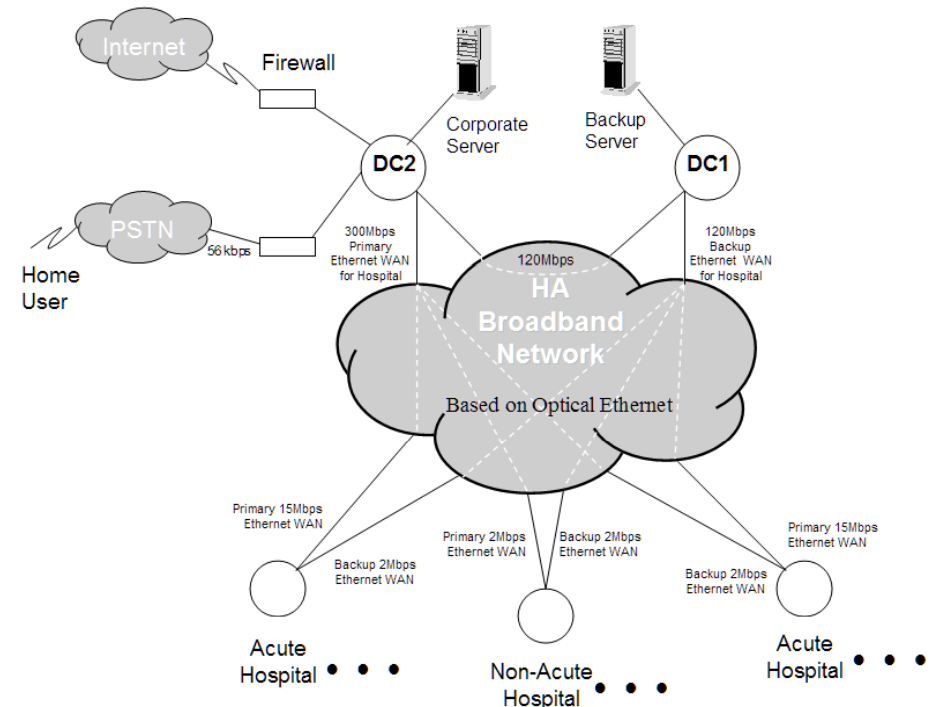 Internet
Firewall
Corporate
Server
Backup
Server
DC2
DC1
PSTN
56kbps
Home
User
300Mbps
Primary
Ethernet WAN
for Hospital
120Mbps
120Mbps
Backup
Ethernet WAN
for Hospital
HA
Broadband
Network
Based on Optical Ethernet
Primary 15Mbps
Ethernet WAN
Backup 2Mbps
Ethernet WAN
Primary 2Mbps
Ethernet WAN
Backup 2Mbps
Ethernet WAN
Primary 15Mbps
Ethernet WAN
Backup 2Mbps
Ethernet WAN
Acute
Hospital • • •
Non-Acute
Hospital • • •
Acute
Hospital • • •